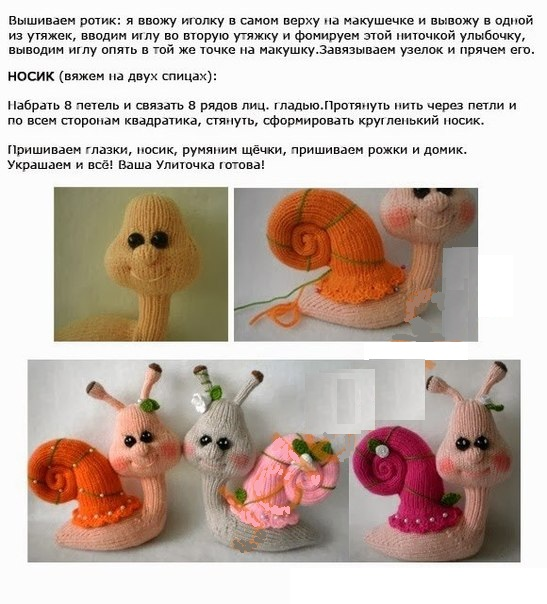 Вышиваем ротик: я ввожу иголку в самом верху на макушечке и вывожу в одной
из утяжек, вводим иглу во вторую утяжку и фомируем этой ниточкой улыбочку,
выводим иглу опять в той же точке на макушку.Завязываем узелок и прячем его.
НОСИК (вяжем на двух спицах):
Набрать 8 петель и связать 8 рядов лиц. гладью.Протянуть нить через петли и
по всем сторонам квадратика, стянуть, сформировать кругленький носик.
Пришиваем глазки, носик, румяним щёчки, пришиваем рожки и домик.
Украшаем и всё! Ваша Улиточка готова!